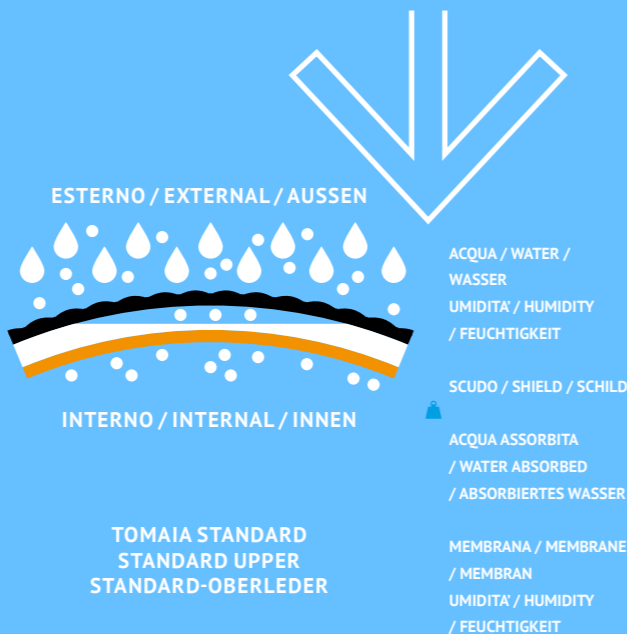 ESTERNO / EXTERNAL / AUSSEN
INTERNO / INTERNAL / INNEN
TOMAIA STANDARD
STANDARD UPPER
STANDARD-OBERLEDER
ACQUA / WATER /
WASSER
UMIDITA' / HUMIDITY
/ FEUCHTIGKEIT
SCUDO / SHIELD / SCHILD
ACQUA ASSORBITA
/ WATER ABSORBED
/ ABSORBIERTES WASSER
MEMBRANA / MEMBRANE
/ MEMBRAN
UMIDITA' / HUMIDITY
/ FEUCHTIGKEIT